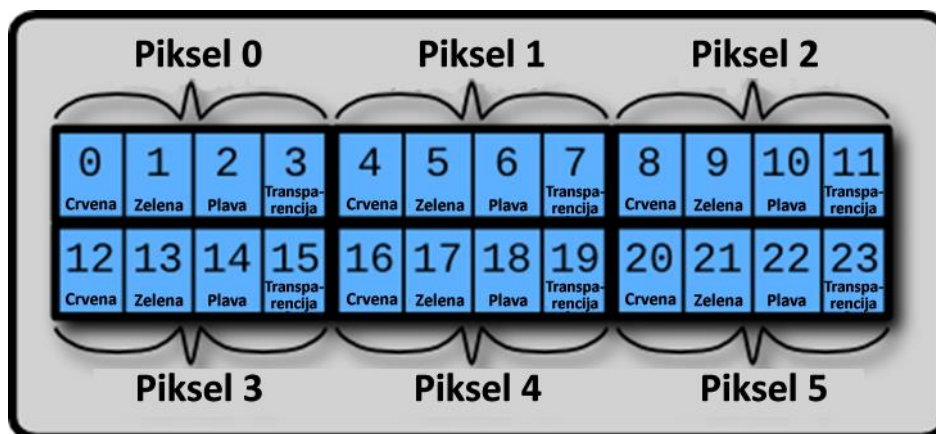 Piksel 0 Piksel 1 Piksel 2
0 1 2 3 4 5 6 7 8 9 10 11
Crvena Zelena Plava Transpa-rencija Crvena Zelena Plava Transpa-rencija Crvena Zelena Plava Transpa-rencija
12 13 14 15 16 17 18 19 20 21 22 23
Crvena Zelena Plava Transpa-rencija Crvena Zelena Plava Transpa-rencija Crvena Zelena Plava Transpa-rencija
Piksel 3 Piksel 4 Piksel 5